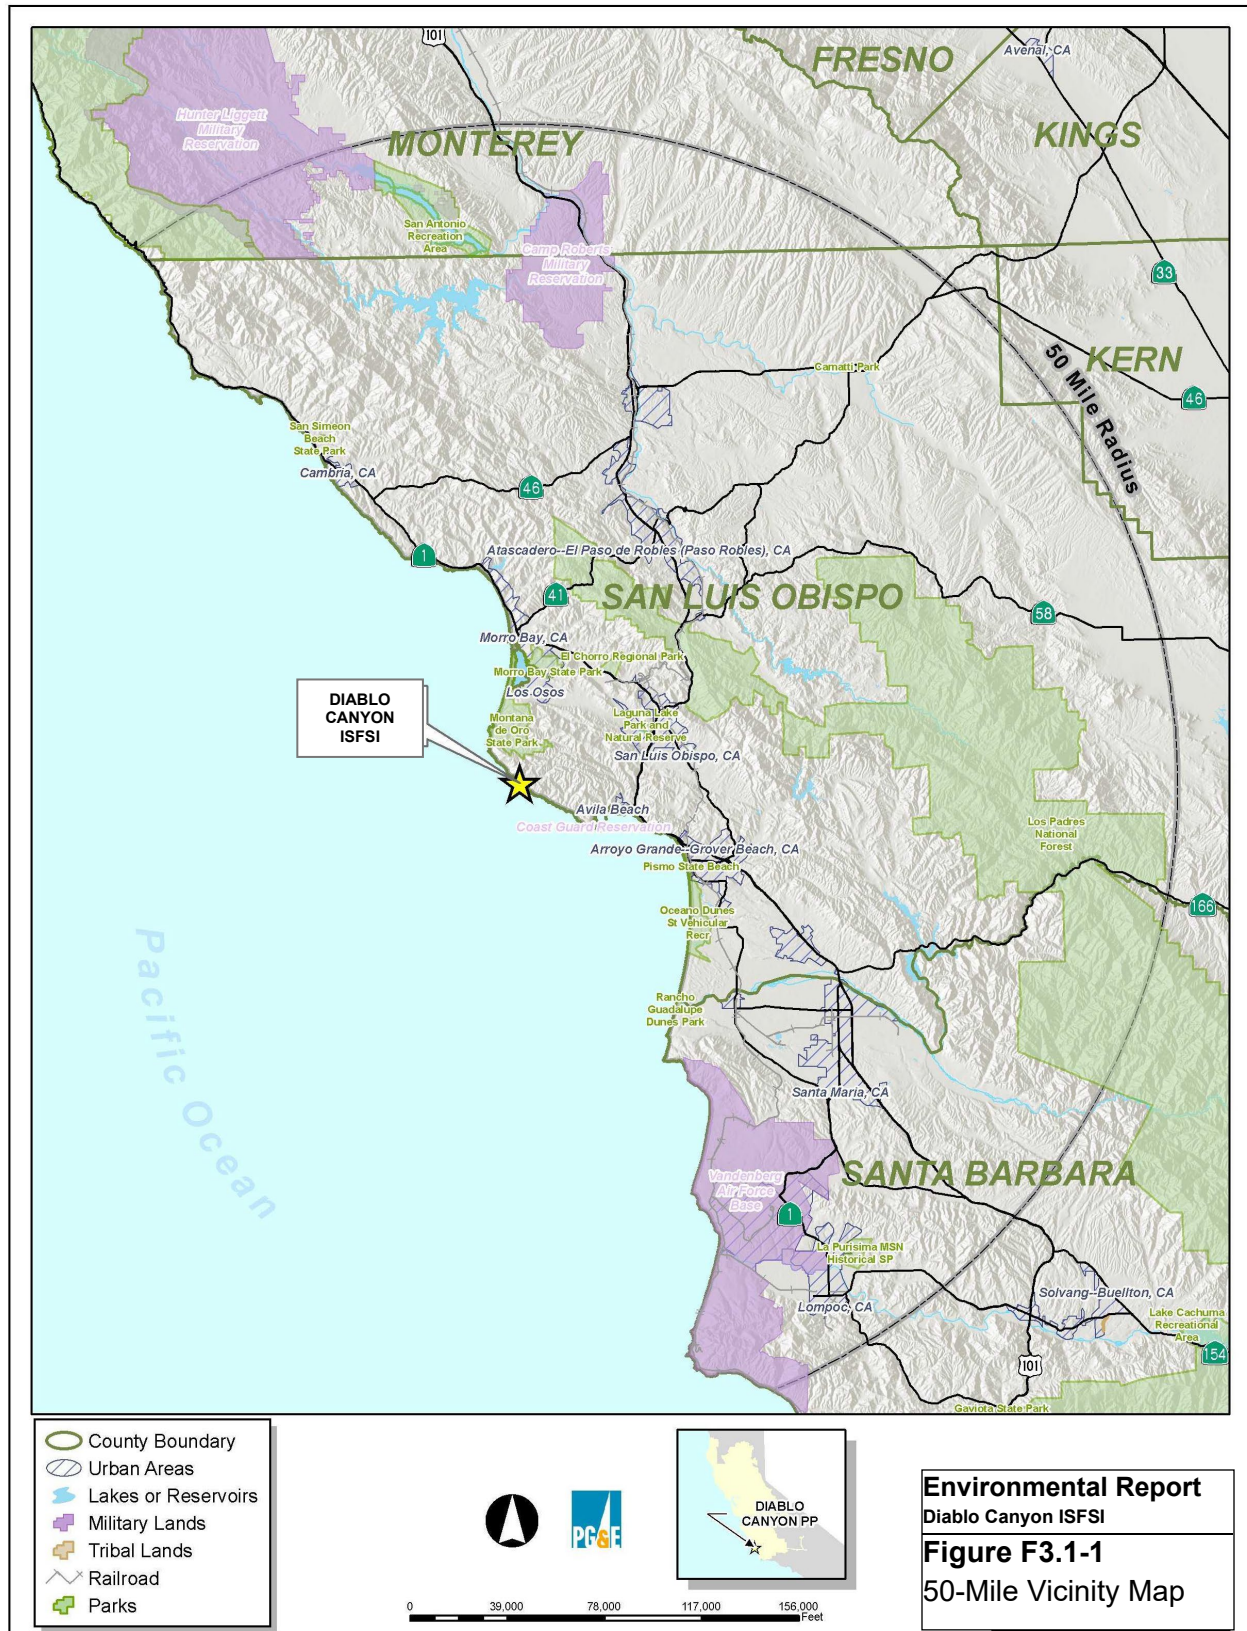 101
FRESNO
Avenal, CA
Hunter Liggett
Military
Reservation
MONTEREY
KINGS
San Antonio
Recreation
Area
Camp Roberts
Military
Reservation
33
50 Mile Radius
KERN
Camatti Park
46
San Simeon
Beach
State Park
Cambria, CA
46
1
Atascadero--El Paso de Robles (Paso Robles), CA
41
SAN LUIS OBISPO
58
Morro Bay, CA
El Chorro Regional Park
Morro Bay State Park
Los Osos
DIABLO
CANYON
ISFSI
Montana
de Oro
State Park
Laguna Lake
Park and
Natural Reserve
San Luis Obispo, CA
Avila Beach
Coast Guard Reservation
Los Padres
National
Forest
Arroyo Grande--Grover Beach, CA
Pismo State Beach
166
Oceano Dunes
St Vehicular
Recr
Pacific Ocean
Rancho
Guadalupe
Dunes Park
Santa Maria, CA
SANTA BARBARA
Vandenberg
Air Force
Base
1
La Purisima MSN
Historical SP
Solvang--Buellton, CA
Lompoc, CA
Lake Cachuma
Recreational
Area
154
101
Gaviota State Park
County Boundary
Urban Areas
Lakes or Reservoirs
Military Lands
Tribal Lands
Railroad
Parks
PG&E
DIABLO
CANYON PP
0 39,000 78,000 117,000 156,000
Feet
Environmental Report
Diablo Canyon ISFSI
Figure F3.1-1
50-Mile Vicinity Map